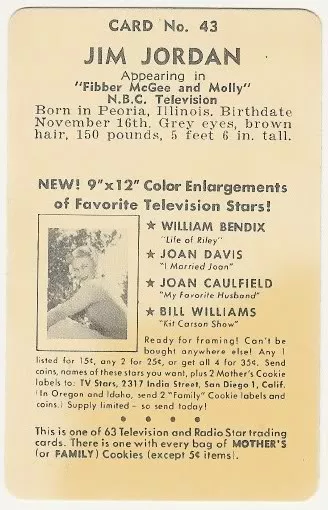 CARD No. 43
JIM JORDAN
Appearing in
"Fibber McGee and Molly"
N.B.C. Television
Born in Peoria, Illinois. Birthdate
November 16th. Grey eyes, brown
hair, 150 pounds, 5 feet 6 in. tall.
NEW! 9"x12" Color Enlargements
of Favorite Television Stars!
★ WILLIAM BENDIX
"Life of Riley"
★ JOAN DAVIS
"I Married Joan"
★ JOAN CAULFIELD
"My Favorite Husband"
★ BILL WILLIAMS
"Kit Carson Show"
Ready for framing! Can't be
bought anywhere else! Any 1
listed for 15¢, any 2 for 25¢, or get all 4 for 35¢. Send
coins, names of these stars you want, plus 2 Mother's Cookie
labels to: TV Stars, 2317 India Street, San Diego 1, Calif.
(In Oregon and Idaho, send 2 "Family" Cookie labels and
coins.) Supply limited – so send today!
This is one of 63 Television and Radio Star trading
cards. There is one with every bag of MOTHER'S
(or FAMILY) Cookies (except 5¢ items).